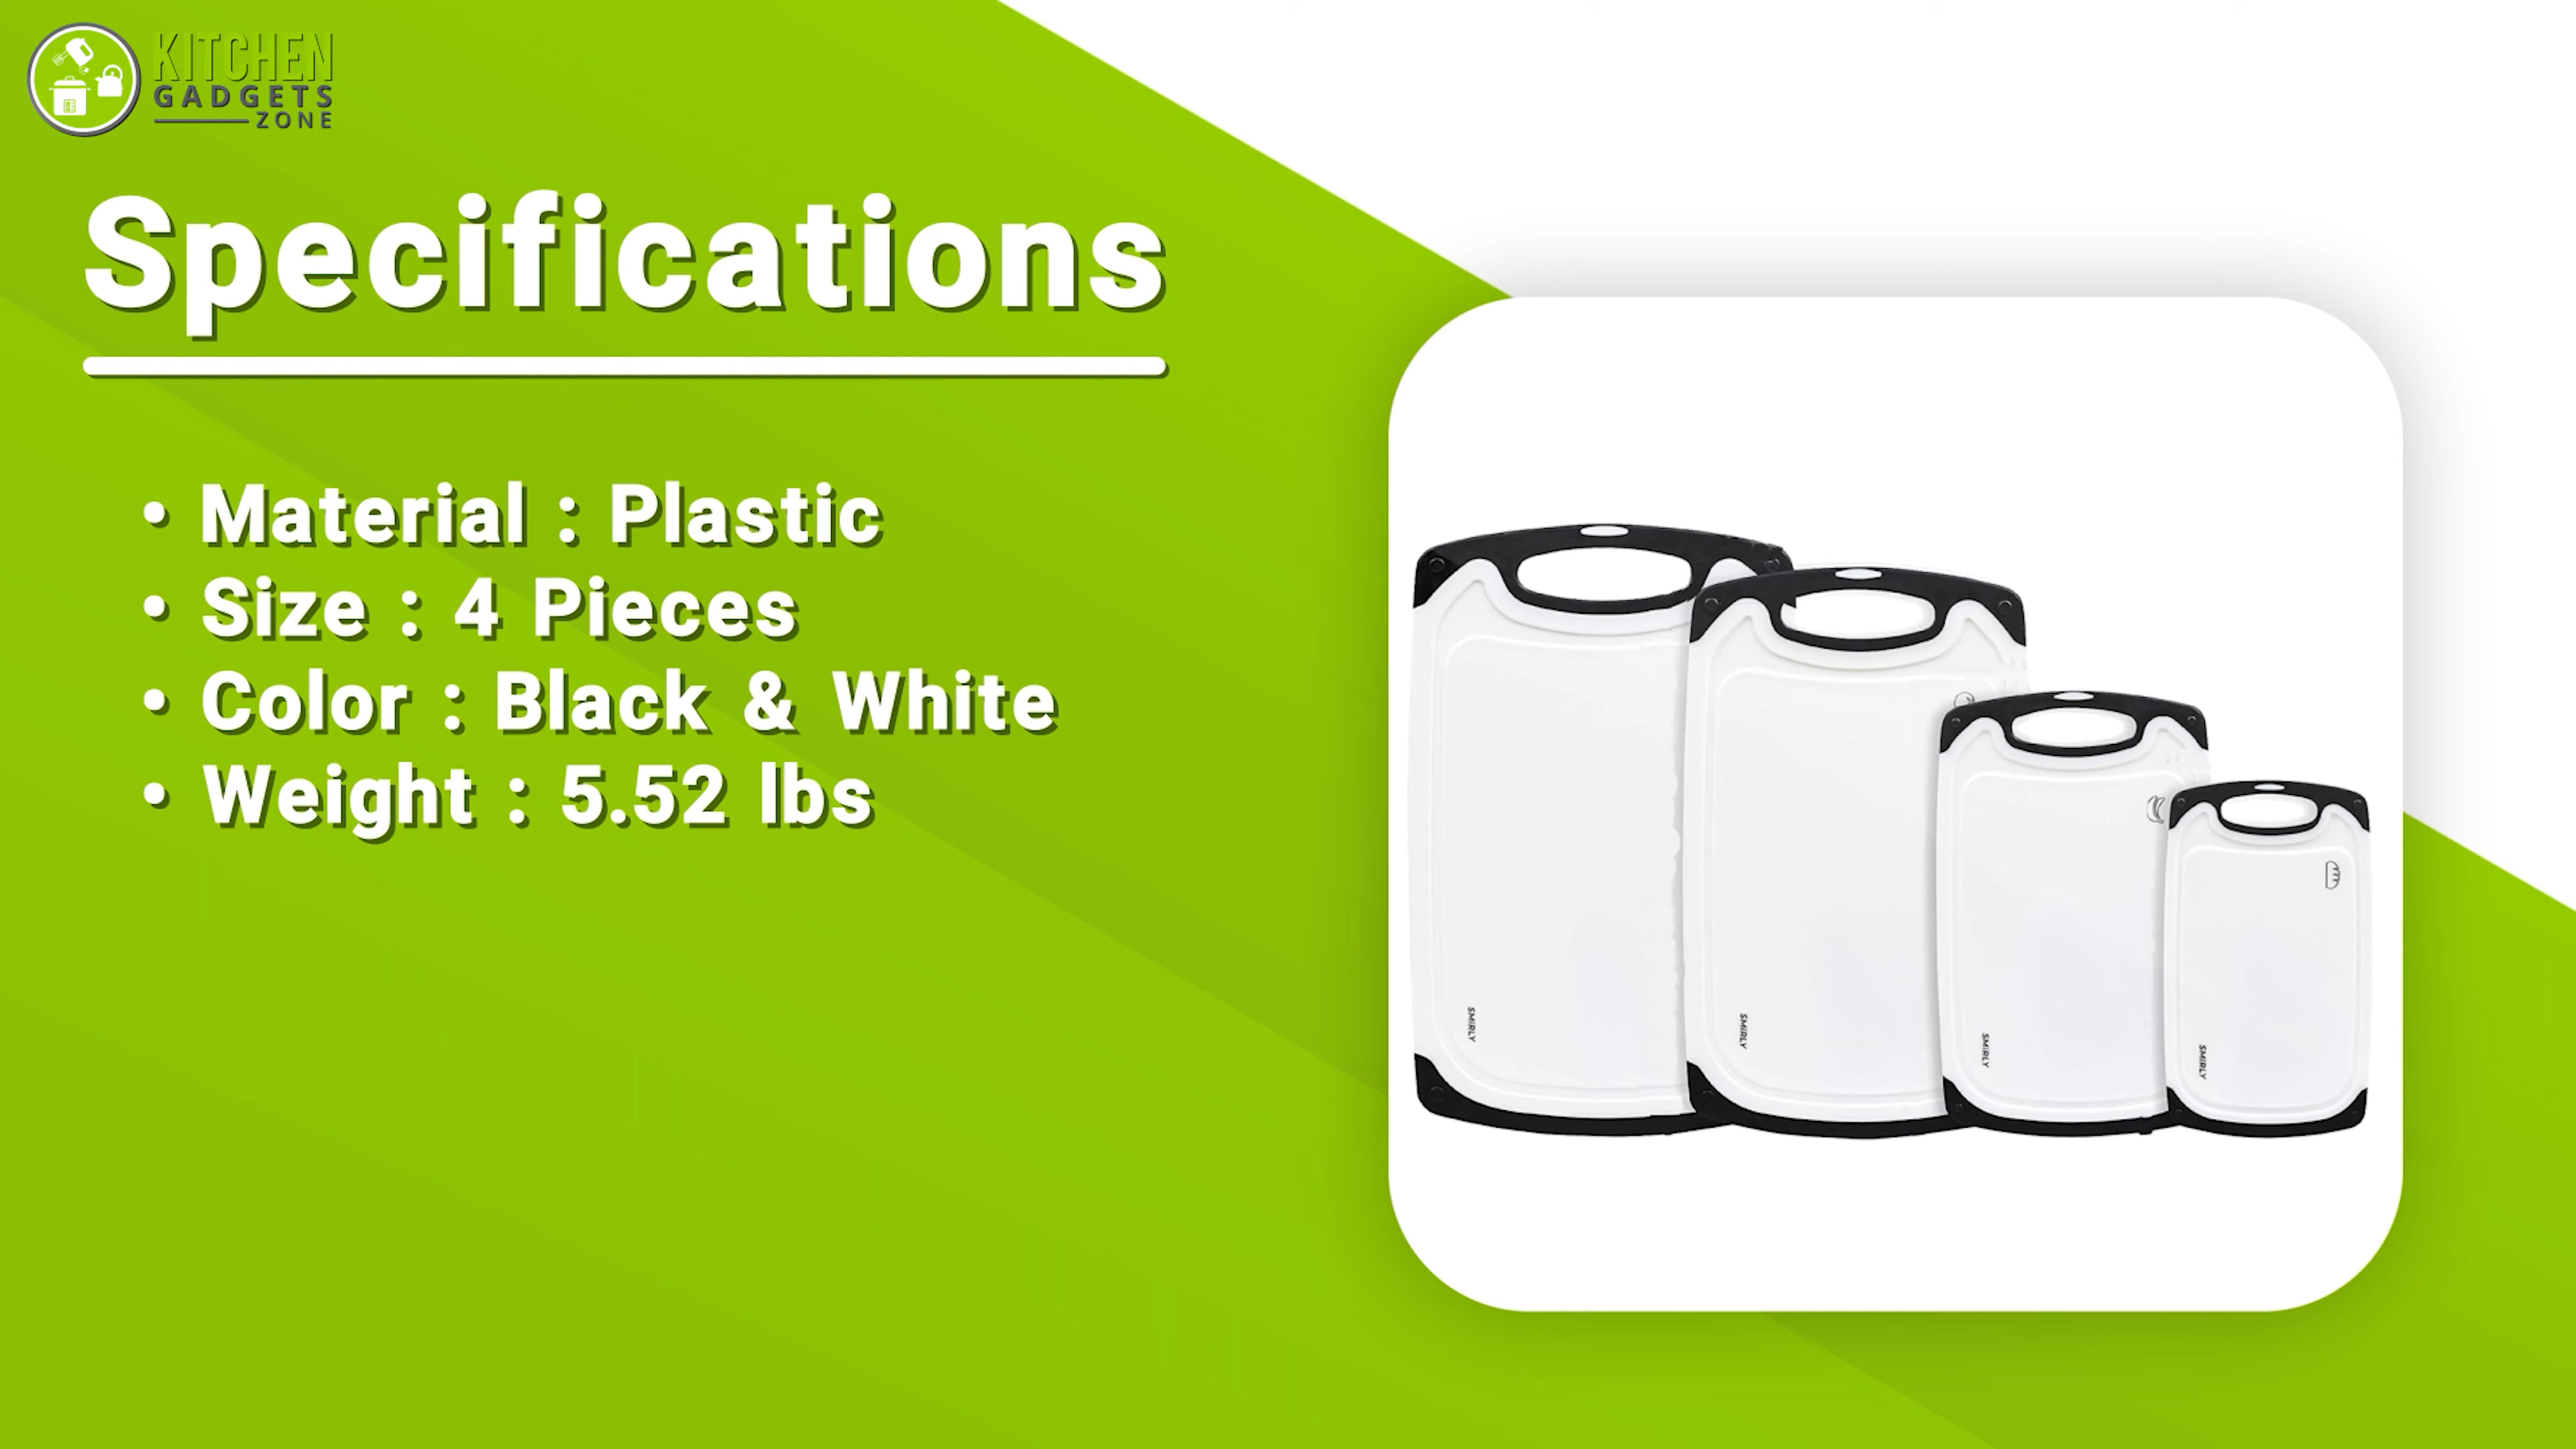 KITCHEN
GADGETS
ZONE
Specifications
• Material : Plastic
• Size : 4 Pieces
• Color : Black & White
• Weight : 5.52 lbs
SMIRLY
SMIRLY
SMIRLY
SMIRLY